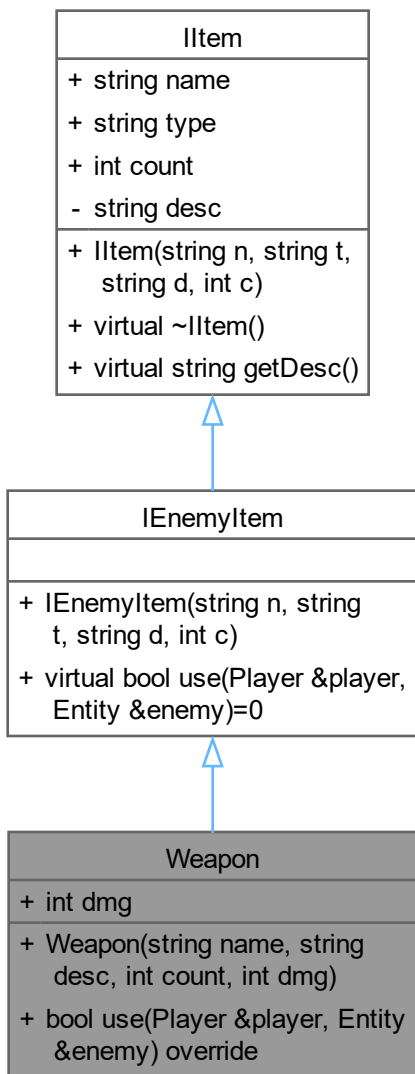 IItem
+ string name
+ string type
+ int count
- string desc
+ IItem(string n, string t,
string d, int c)
+ virtual ~IItem()
+ virtual string getDesc()
IEnemyItem
+ IEnemyItem(string n, string
t, string d, int c)
+ virtual bool use(Player &player,
Entity &enemy)=0
Weapon
+ int dmg
+ Weapon(string name, string
desc, int count, int dmg)
+ bool use(Player &player, Entity
&enemy) override